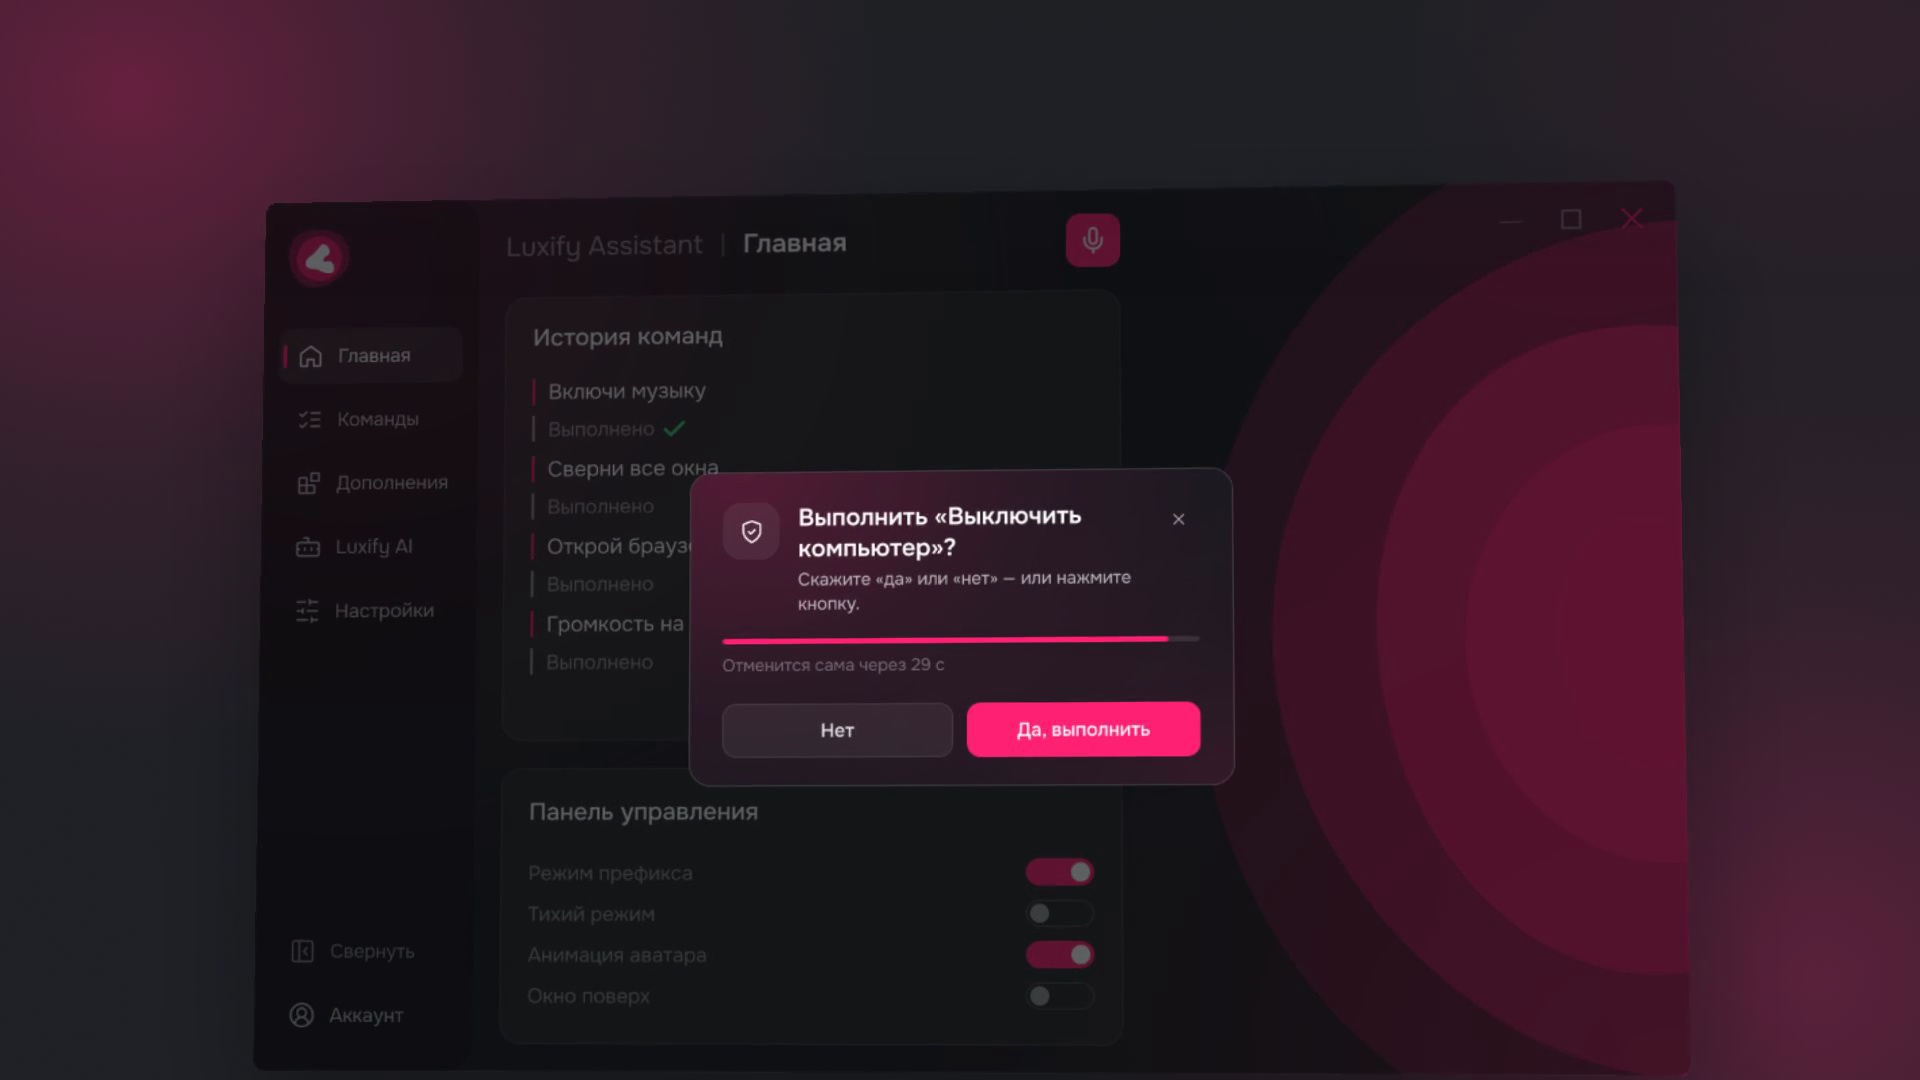 Luxify Assistant | Главная
Главная
Команды
Дополнения
Luxify AI
Настройки
Свернуть
Аккаунт
История команд
Включи музыку
Выполнено
Сверни все окна
Выполнено
Открой
Выполнено
Громкость на
Выполнено
Выполнить «Выключить
компьютер»?
Скажите «да» или «нет» — или нажмите
кнопку.
Отменится сама через 29 с
Нет
Да, выполнить
Панель управления
Режим префикса
Тихий режим
Анимация аватара
Окно поверх